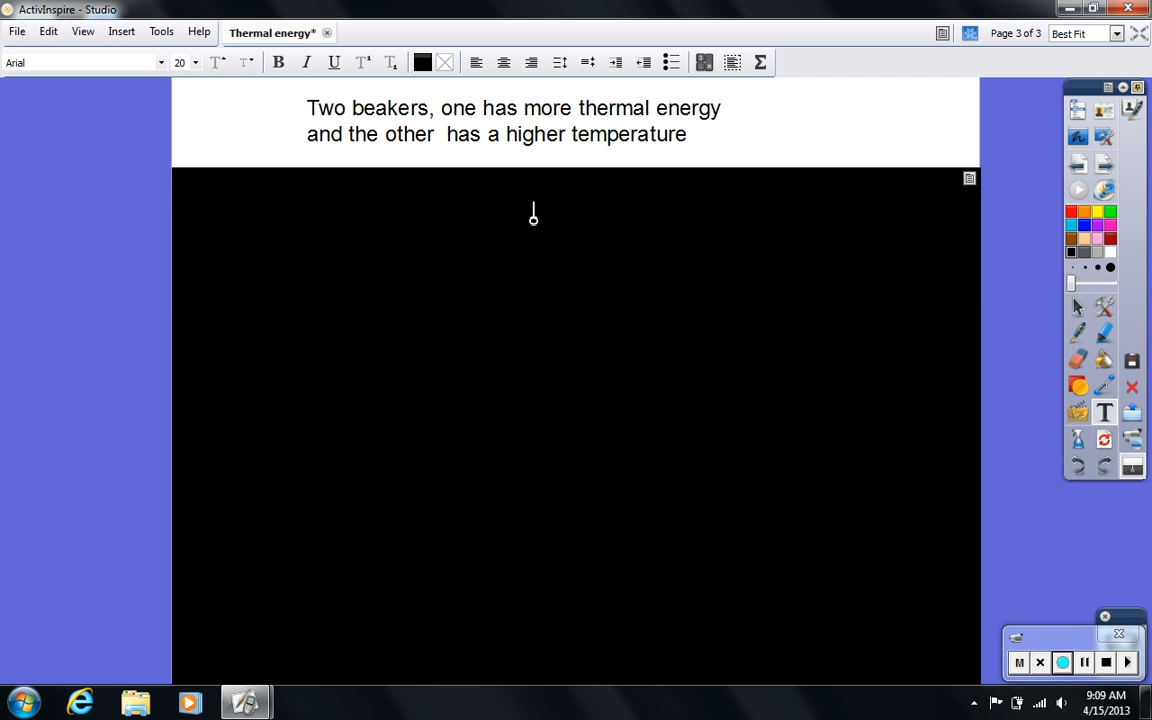 ActivInspire - Studio
File Edit View Insert Tools Help
Thermal energy*
Page 3 of 3
Best Fit
Arial
20
B I U T T
Two beakers, one has more thermal energy
and the other has a higher temperature
T
M
9:09 AM
4/15/2013